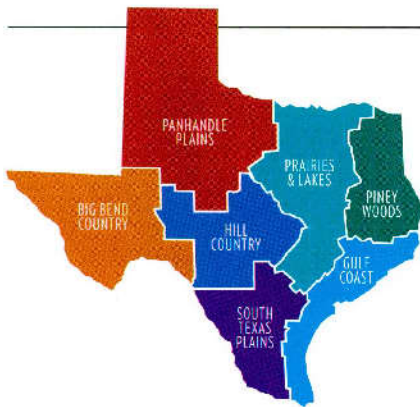 PANHANDLE
PLAINS
PRAIRIES
& LAKES
PINEY
WOODS
BIG BEND
COUNTRY
HILL
COUNTRY
GULF
COAST
SOUTH
TEXAS
PLAINS